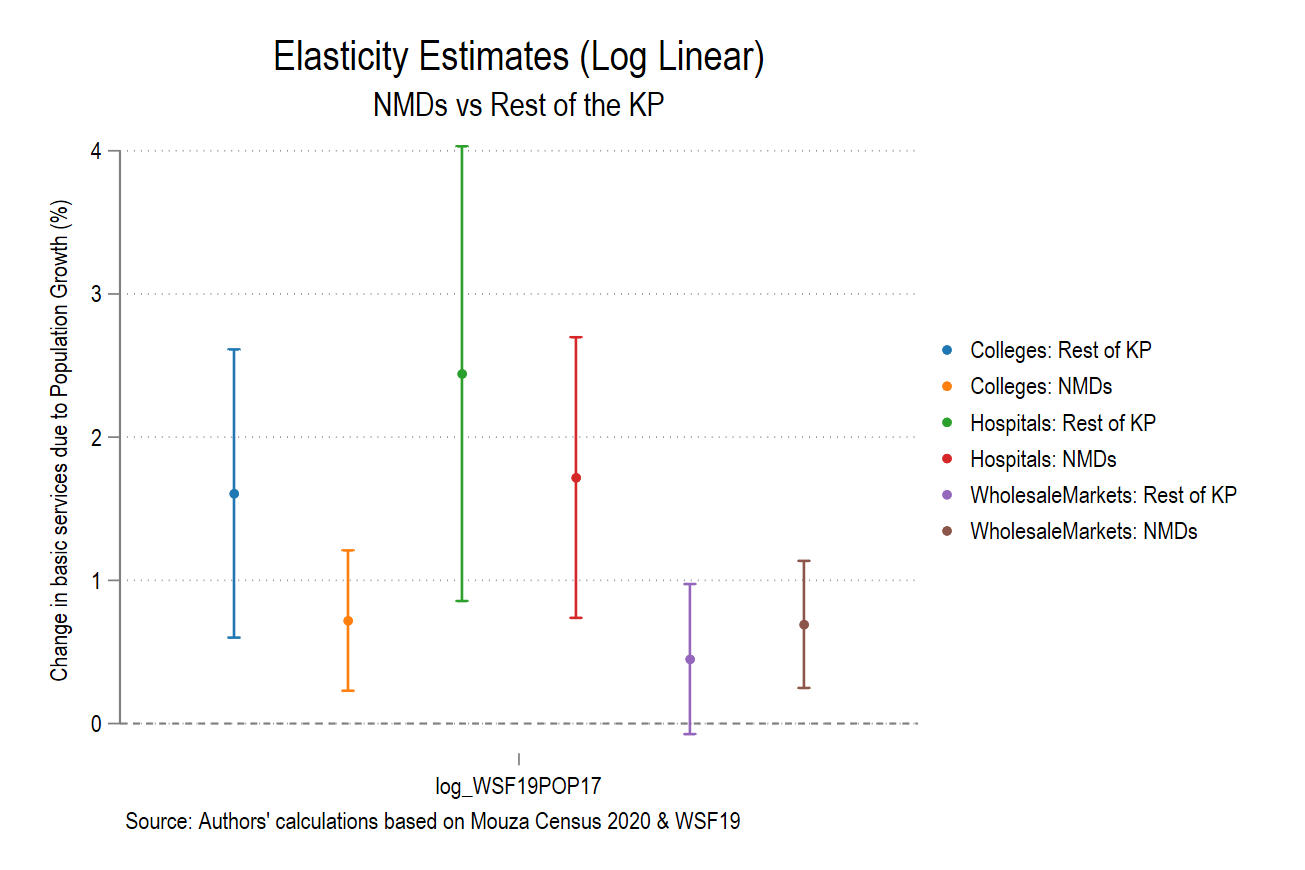 Elasticity Estimates (Log Linear)
NMDs vs Rest of the KP
Change in basic services due to Population Growth (%)
4
3
2
1
0
log_WSF19POP17
Source: Authors' calculations based on Mouza Census 2020 & WSF19
Colleges: Rest of KP
Colleges: NMDs
Hospitals: Rest of KP
Hospitals: NMDs
WholesaleMarkets: Rest of KP
WholesaleMarkets: NMDs